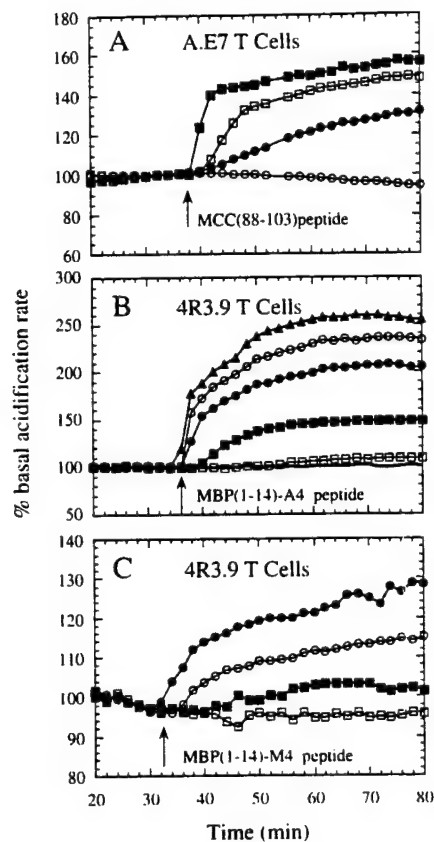 A
A.E7 T Cells
180
160
140
120
100
80
60
MCC(88-103)peptide
B
4R3.9 T Cells
300
250
200
150
100
50
MBP(1-14)-A4 peptide
% basal acidification rate
C
4R3.9 T Cells
140
130
120
110
100
90
80
MBP(1-14)-M4 peptide
20 30 40 50 60 70 80
Time (min)